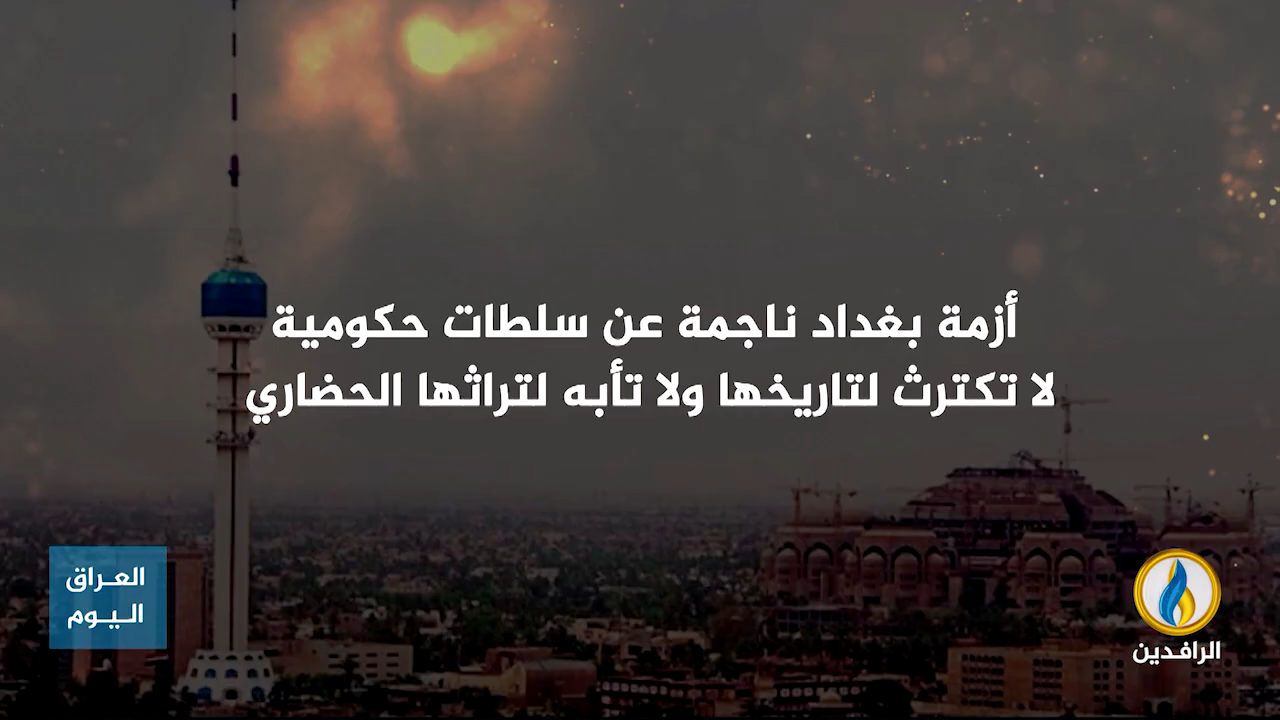 أزمة بغداد ناجمة عن سلطات حكومية
لا تكترث لتاريخها ولا تأبه لتراثها الحضاري
العراق
اليوم
الرافدين